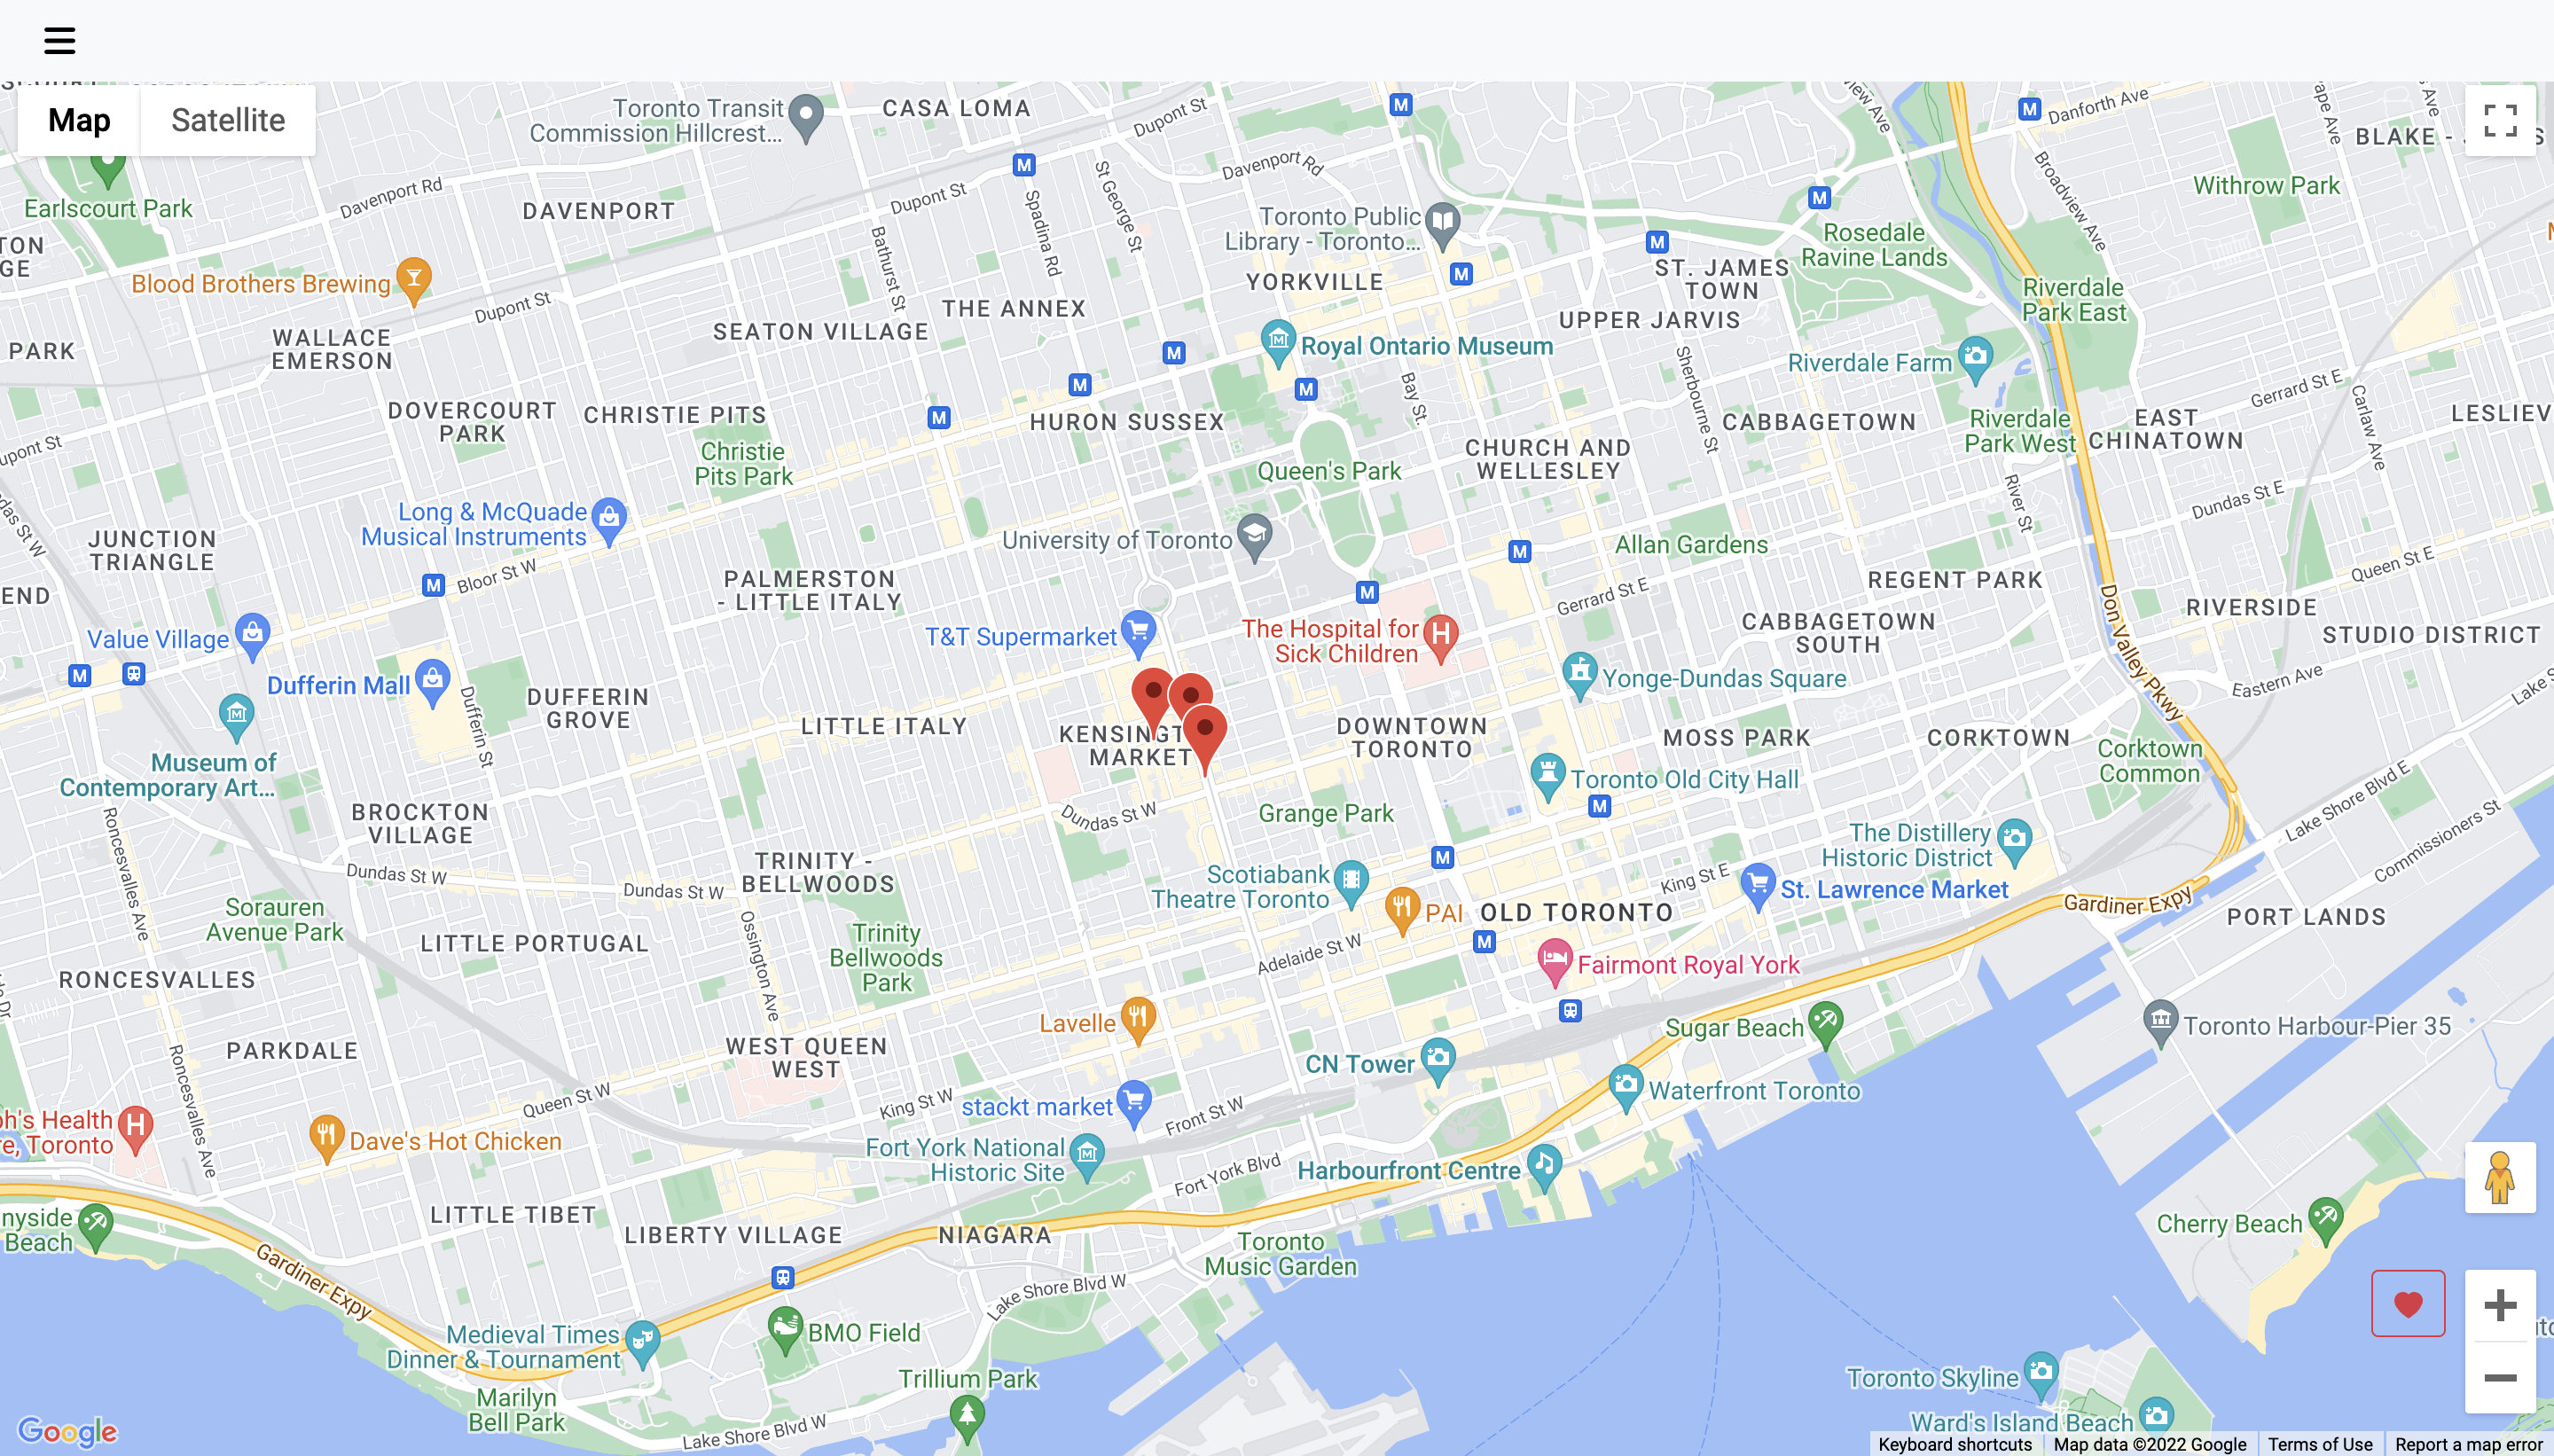 Map
Satellite
Toronto Transit
Commission Hillcrest...
CASA LOMA
Dupont St
Danforth Ave
BLAKE -
Earlscourt Park
Davenport Rd
DAVENPORT
Dupont St
Spadina Rd
St George St
Davenport Rd
Broadview Ave
Withrow Park
Bathurst St
Toronto Public
Library - Toronto...
Rosedale
Ravine Lands
Blood Brothers Brewing
Dupont St
YORKVILLE
ST. JAMES
TOWN
Riverdale
Park East
THE ANNEX
SEATON VILLAGE
UPPER JARVIS
WALLACE
EMERSON
PARK
Royal Ontario Museum
Riverdale Farm
Bay St.
Sherbourne St
Gerrard St E
Carlaw Ave
DOVERCOURT
PARK
CHRISTIE PITS
HURON SUSSEX
CABBAGETOWN
Riverdale
Park West
EAST
CHINATOWN
LESLIEV
Christie
Pits Park
Queen's Park
CHURCH AND
WELLESLEY
Long & McQuade
Musical Instruments
University of Toronto
Allan Gardens
River St
Dundas St E
JUNCTION
TRIANGLE
Bloor St W
PALMERSTON
- LITTLE ITALY
Gerrard St E
REGENT PARK
Queen St E
END
RIVERSIDE
Value Village
T&T Supermarket
The Hospital for
Sick Children
CABBAGETOWN
SOUTH
Don Valley Pkwy
STUDIO DISTRICT
Dufferin Mall
Dufferin St
DUFFERIN
GROVE
Yonge-Dundas Square
Eastern Ave
LITTLE ITALY
MARKET
DOWNTOWN
TORONTO
MOSS PARK
CORKTOWN
Corktown
Common
Museum of
Contemporary Art...
Toronto Old City Hall
Roncesvalles Ave
BROCKTON
VILLAGE
Dundas St W
Grange Park
Lake Shore Blvd E
Commissioners St
The Distillery
Historic District
Dundas St W
Dundas St W
TRINITY -
BELLWOODS
Scotiabank
Theatre Toronto
King St E
St. Lawrence Market
Gardiner Expy
PORT LANDS
Sorauren
Avenue Park
PAI
OLD TORONTO
LITTLE PORTUGAL
Ossington Ave
Trinity
Bellwoods
Park
Adelaide St W
Fairmont Royal York
RONCESVALLES
Lavelle
Sugar Beach
Toronto Harbour-Pier 35
PARKDALE
Roncesvalles Ave
WEST QUEEN
WEST
CN Tower
Waterfront Toronto
Queen St W
King St W
stackt market
Front St W
Dave's Hot Chicken
Fort York National
Historic Site
Fort York Blvd
Harbourfront Centre
Beach
LITTLE TIBET
LIBERTY VILLAGE
NIAGARA
Toronto
Music Garden
Cherry Beach
Gardiner Expy
Lake Shore Blvd W
Medieval Times
Dinner & Tournament
BMO Field
Trillium Park
Toronto Skyline
Marilyn
Bell Park
Lake Shore Blvd W
Ward's Island Beach
Google
Keyboard shortcuts
Map data ©2022 Google
Terms of Use
Report a map error